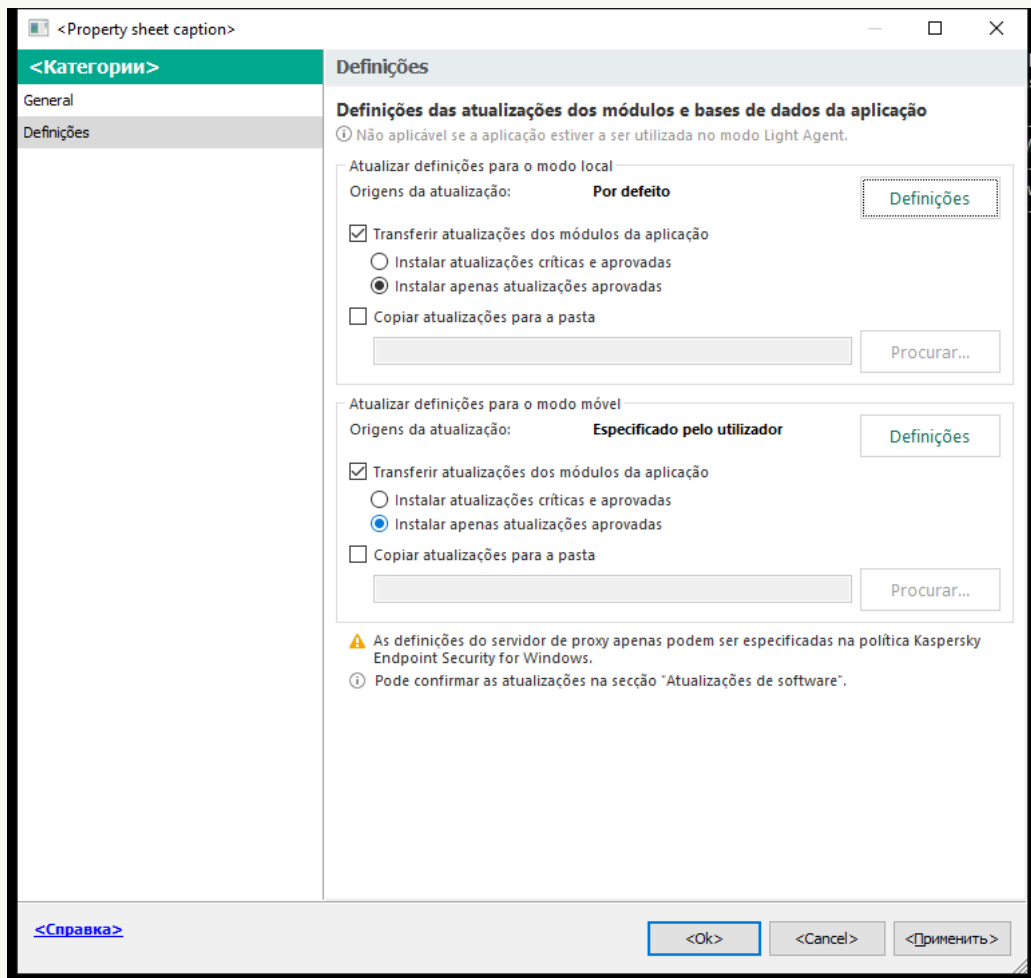 <Property sheet caption>
<Категории>
General
Definições
Definições
Definições das atualizações dos módulos e bases de dados da aplicação
Não aplicável se a aplicação estiver a ser utilizada no modo Light Agent.
Atualizar definições para o modo local
Origens da atualização: Por defeito Definições
Transferir atualizações dos módulos da aplicação
Instalar atualizações críticas e aprovadas
Instalar apenas atualizações aprovadas
Copiar atualizações para a pasta
Procurar...
Atualizar definições para o modo móvel
Origens da atualização: Especificado pelo utilizador Definições
Transferir atualizações dos módulos da aplicação
Instalar atualizações críticas e aprovadas
Instalar apenas atualizações aprovadas
Copiar atualizações para a pasta
Procurar...
As definições do servidor de proxy apenas podem ser especificadas na política Kaspersky
Endpoint Security for Windows.
Pode confirmar as atualizações na secção "Atualizações de software".
<Справка>
<Ok> <Cancel> <Применить>